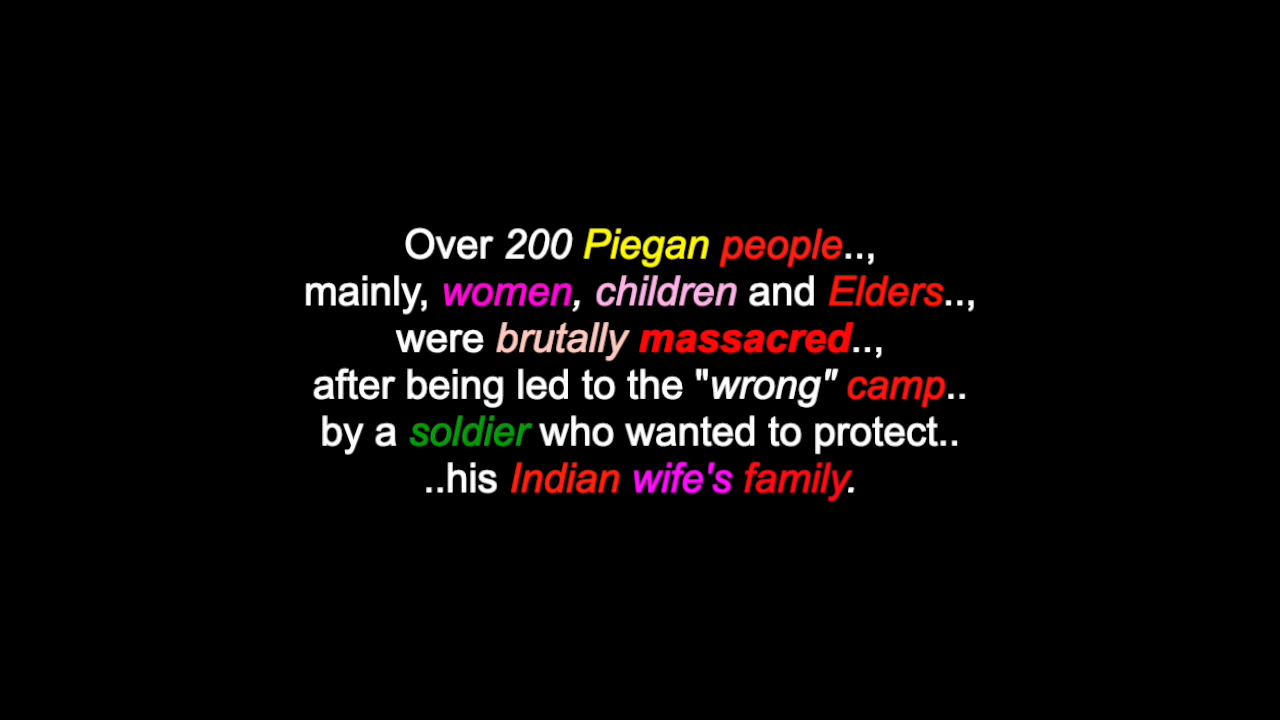 Over 200 Piegan people..,
mainly, women, children and Elders..,
were brutally massacred..,
after being led to the "wrong" camp..
by a soldier who wanted to protect..
..his Indian wife's family.